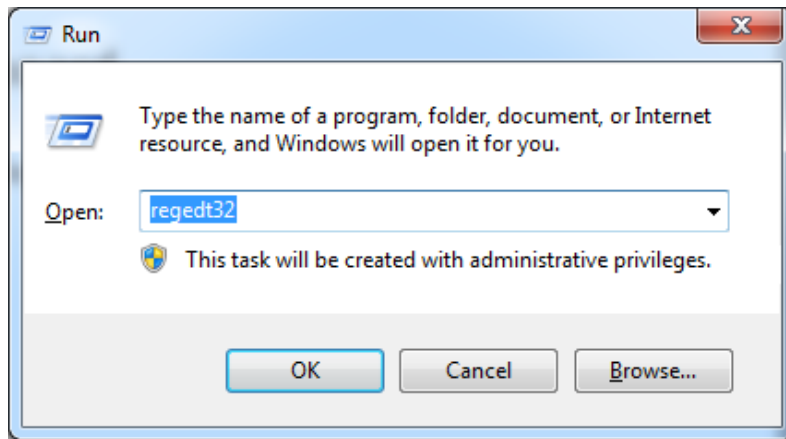 Run
Type the name of a program, folder, document, or Internet
resource, and Windows will open it for you.
Open: regedt32
This task will be created with administrative privileges.
OK Cancel Browse...